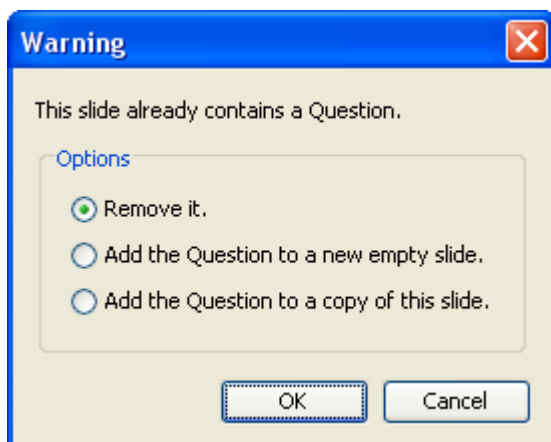 Warning
This slide already contains a Question.
Options
Remove it.
Add the Question to a new empty slide.
Add the Question to a copy of this slide.
OK
Cancel